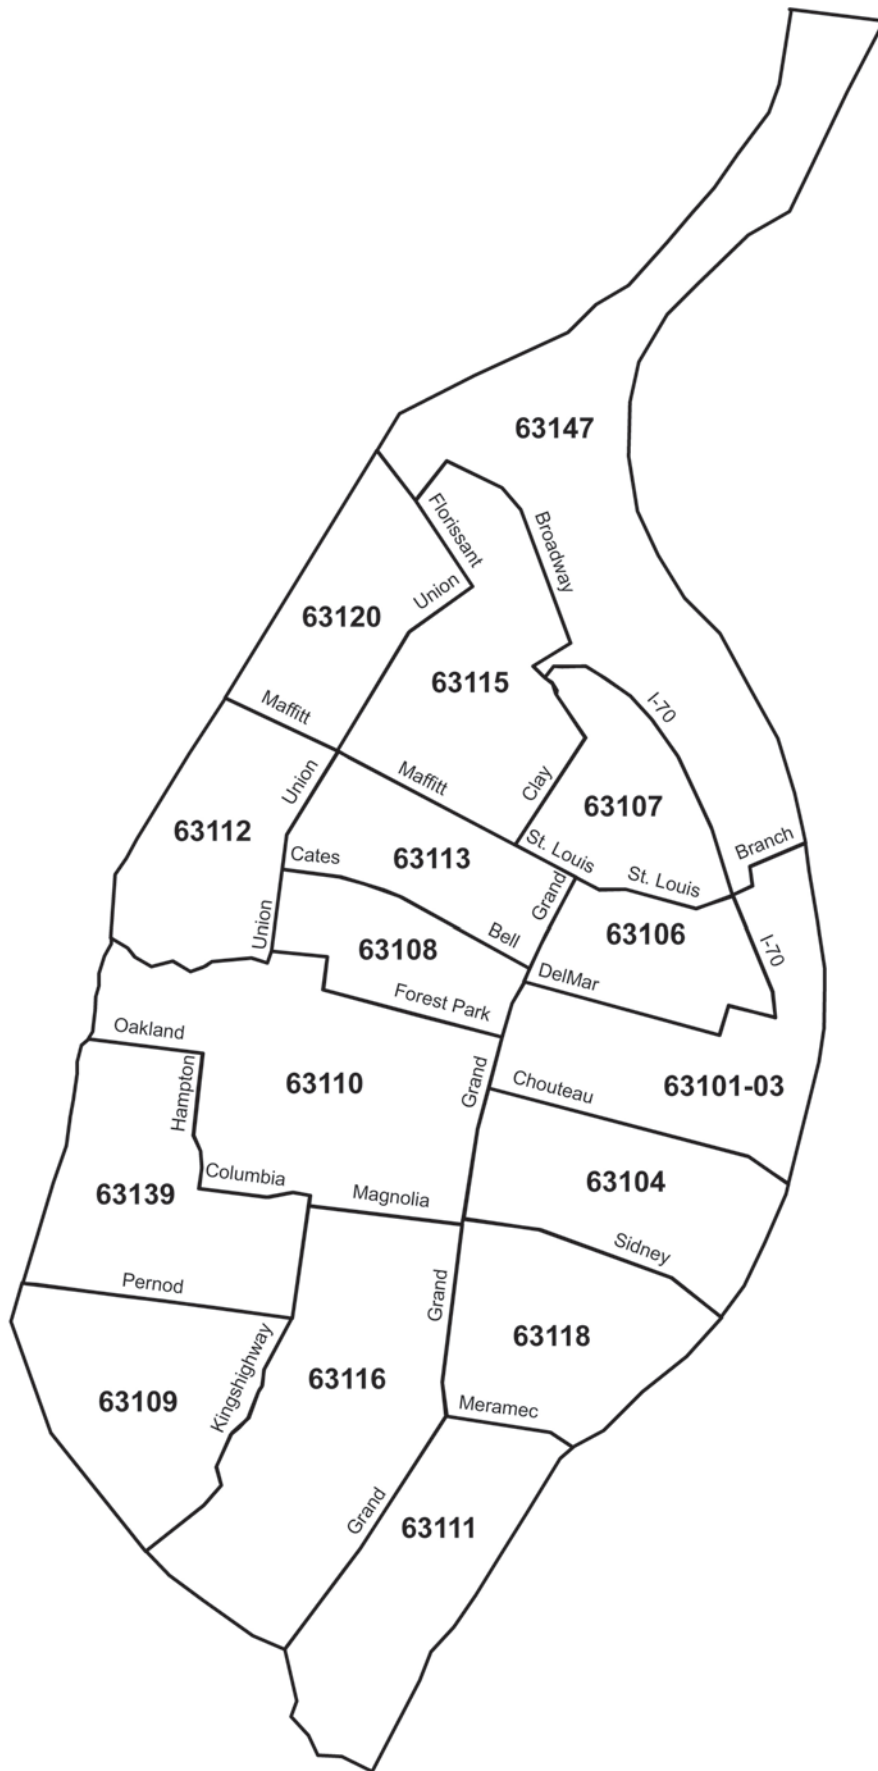 63147
Florissant
Broadway
Union
63120
63115
Maffitt
I-70
Union
Maffitt
Clay
63107
63112
63113
St. Louis
Branch
Cates
St. Louis
Grand
Union
Bell
63106
I-70
63108
DelMar
Forest Park
Oakland
Hampton
63110
Grand
Chouteau
63101-03
Columbia
63139
Magnolia
63104
Sidney
Pernod
Grand
63118
Kingshighway
63116
63109
Meramec
Grand
63111